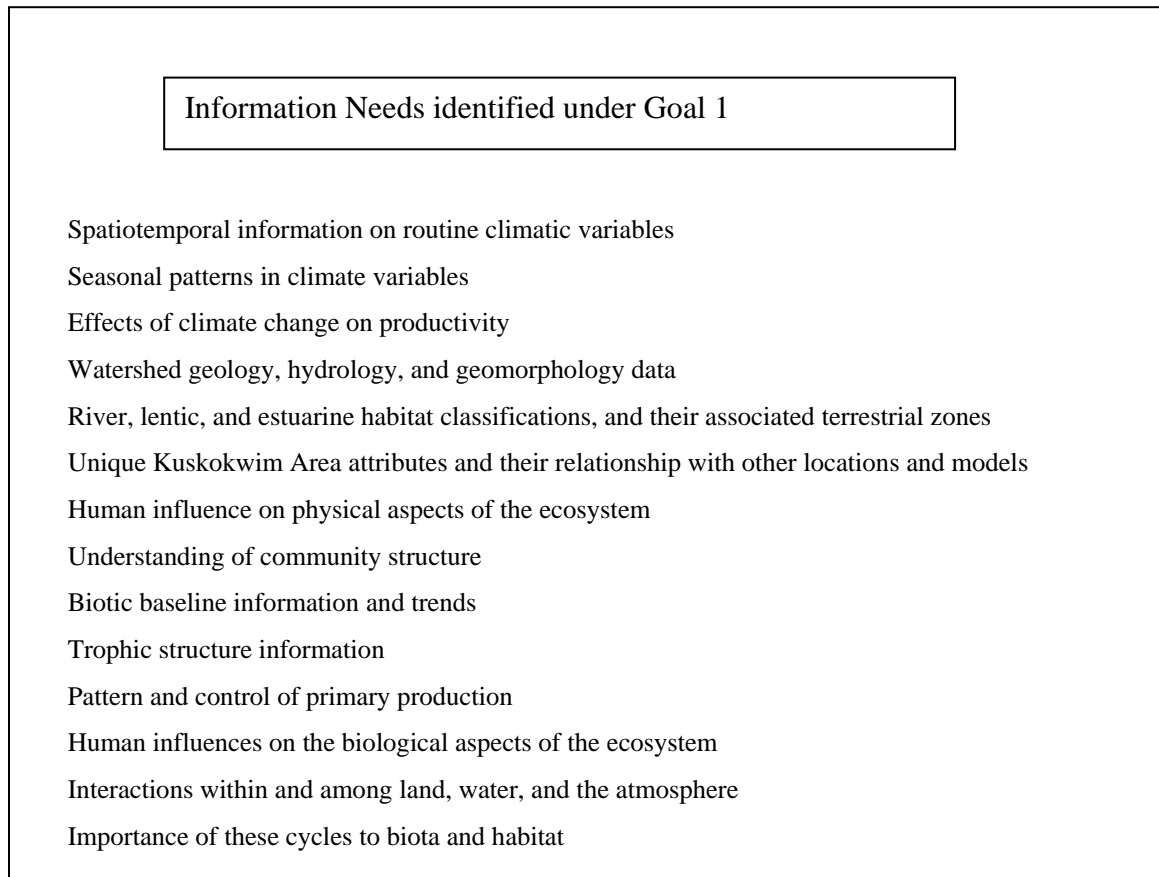 Information Needs identified under Goal 1
Spatiotemporal information on routine climatic variables
Seasonal patterns in climate variables
Effects of climate change on productivity
Watershed geology, hydrology, and geomorphology data
River, lentic, and estuarine habitat classifications, and their associated terrestrial zones
Unique Kuskokwim Area attributes and their relationship with other locations and models
Human influence on physical aspects of the ecosystem
Understanding of community structure
Biotic baseline information and trends
Trophic structure information
Pattern and control of primary production
Human influences on the biological aspects of the ecosystem
Interactions within and among land, water, and the atmosphere
Importance of these cycles to biota and habitat